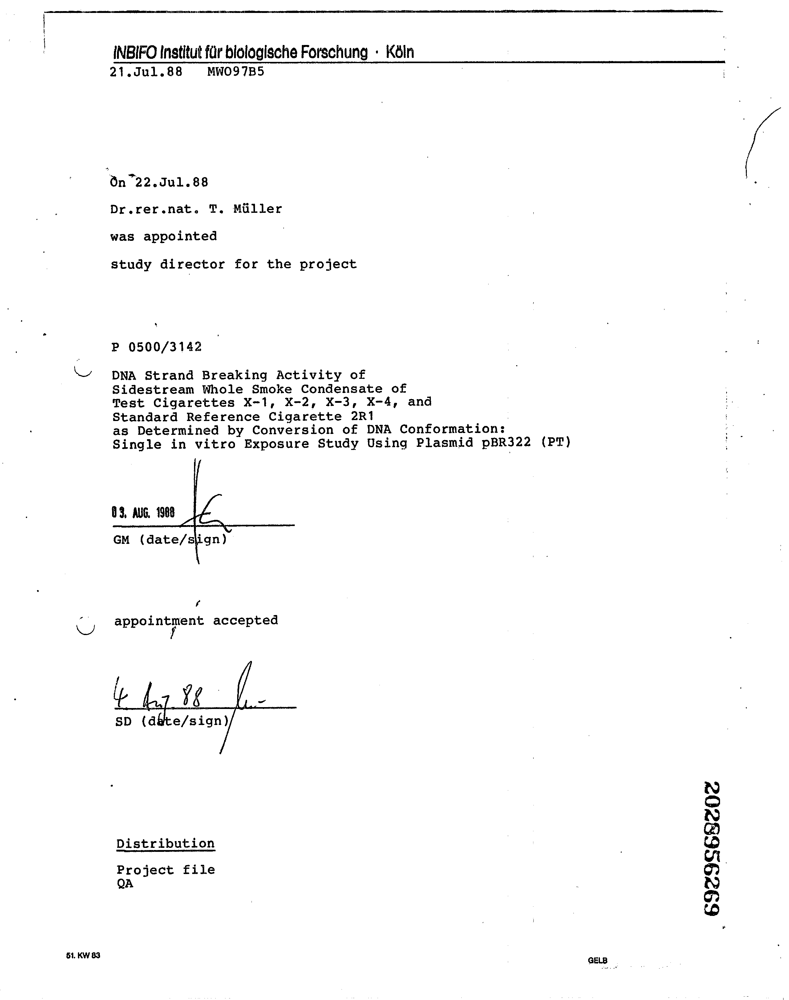 INBIFO Institut für biologische Forschung · Köln
21.Jul.88 MWO97B5
On 22.Jul.88
Dr.rer.nat. T. Müller
was appointed
study director for the project
P 0500/3142
DNA Strand Breaking Activity of
Sidestream Whole Smoke Condensate of
Test Cigarettes X-1, X-2, X-3, X-4, and
Standard Reference Cigarette 2R1
as Determined by Conversion of DNA Conformation:
Single in vitro Exposure Study Using Plasmid pBR322 (PT)
03. AUG. 1988
GM (date/sign)
appointment accepted
4 Aug 88
SD (date/sign)
Distribution
Project file
QA
2028956269
51. KW 83
GELB